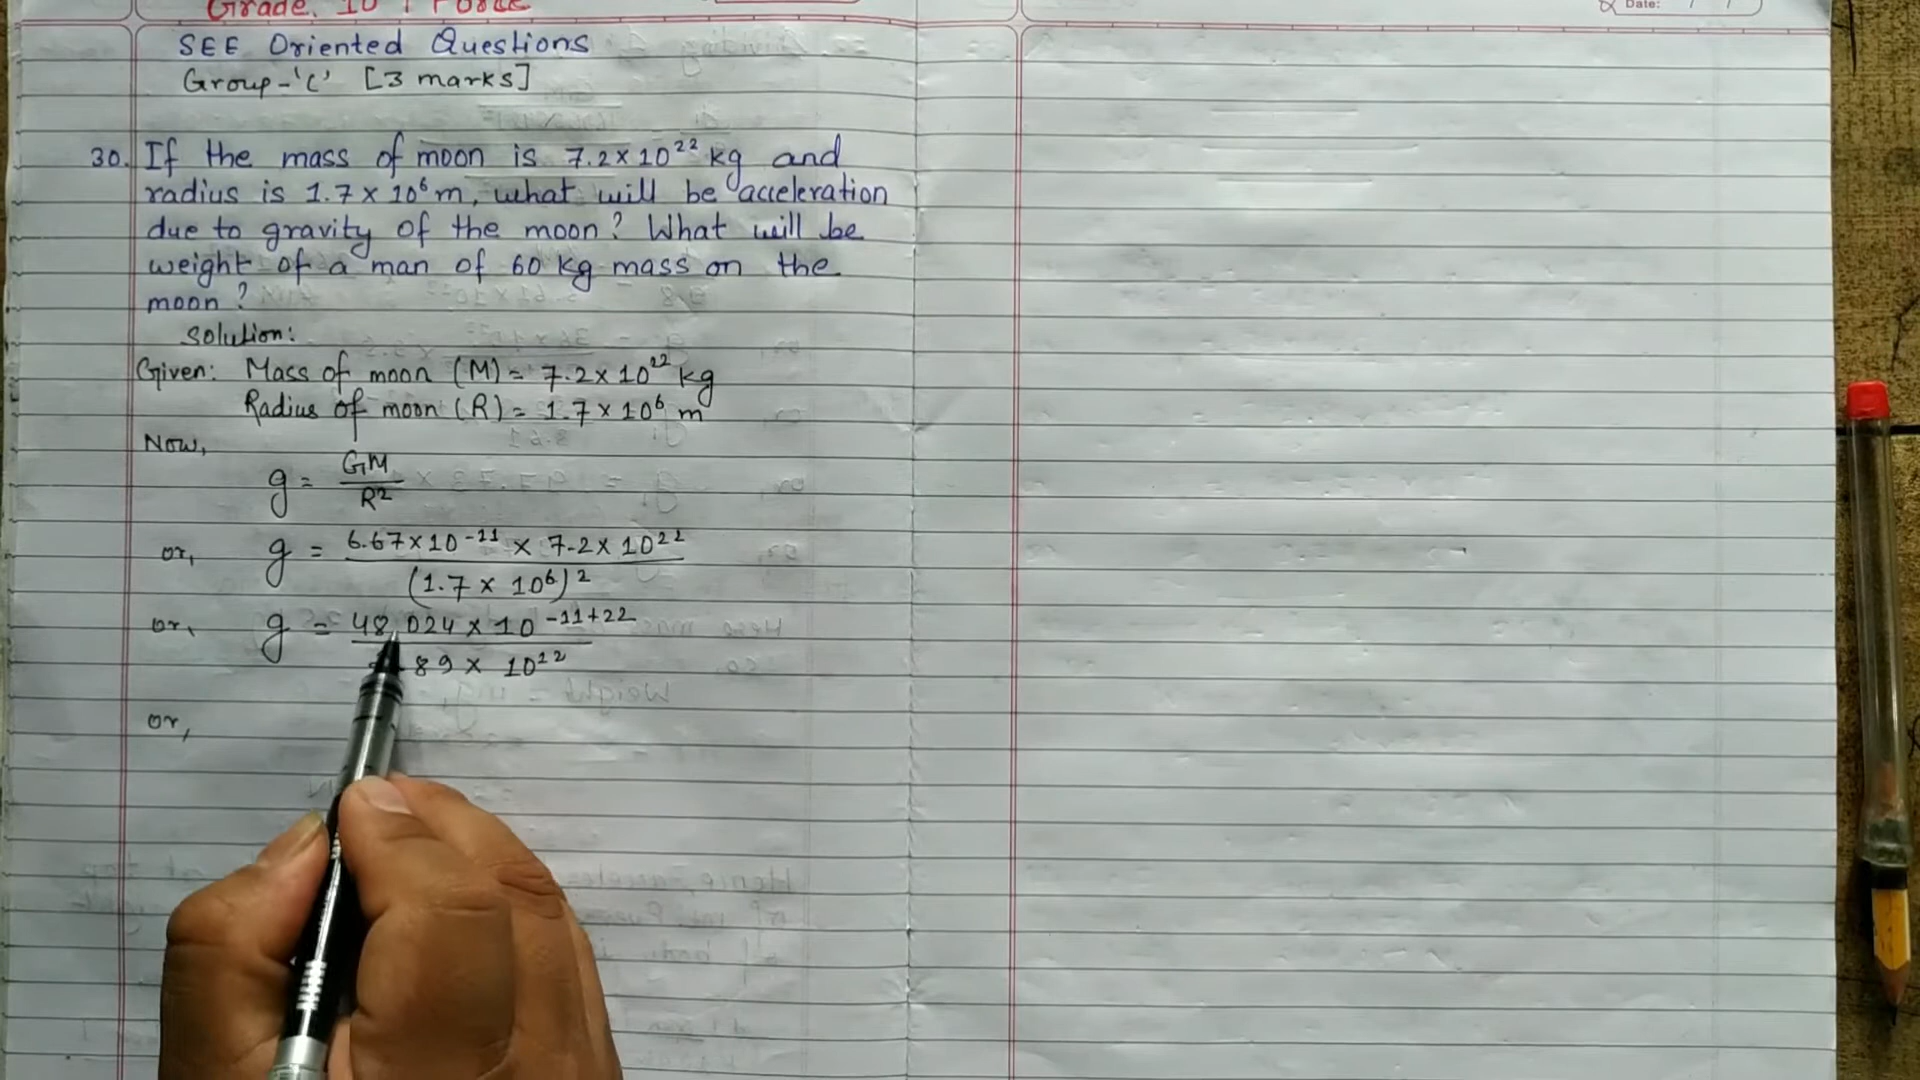 Grade. 10 : Force
Date: / /
SEE Oriented Questions
Group-'C' [3 marks]
30. If the mass of moon is 7.2 × 10²² kg and
radius is 1.7 × 10⁶ m, what will be acceleration
due to gravity of the moon? What will be
weight of a man of 60 kg mass on the
moon?
Solution:
Given: Mass of moon (M) = 7.2 × 10²² kg
Radius of moon (R) = 1.7 × 10⁶ m
Now,
g = GM
R²
or, g = 6.67×10⁻¹¹ × 7.2 × 10²²
(1.7 × 10⁶)²
or, g = 48.024 × 10⁻¹¹⁺²²
89 × 10¹²
or,